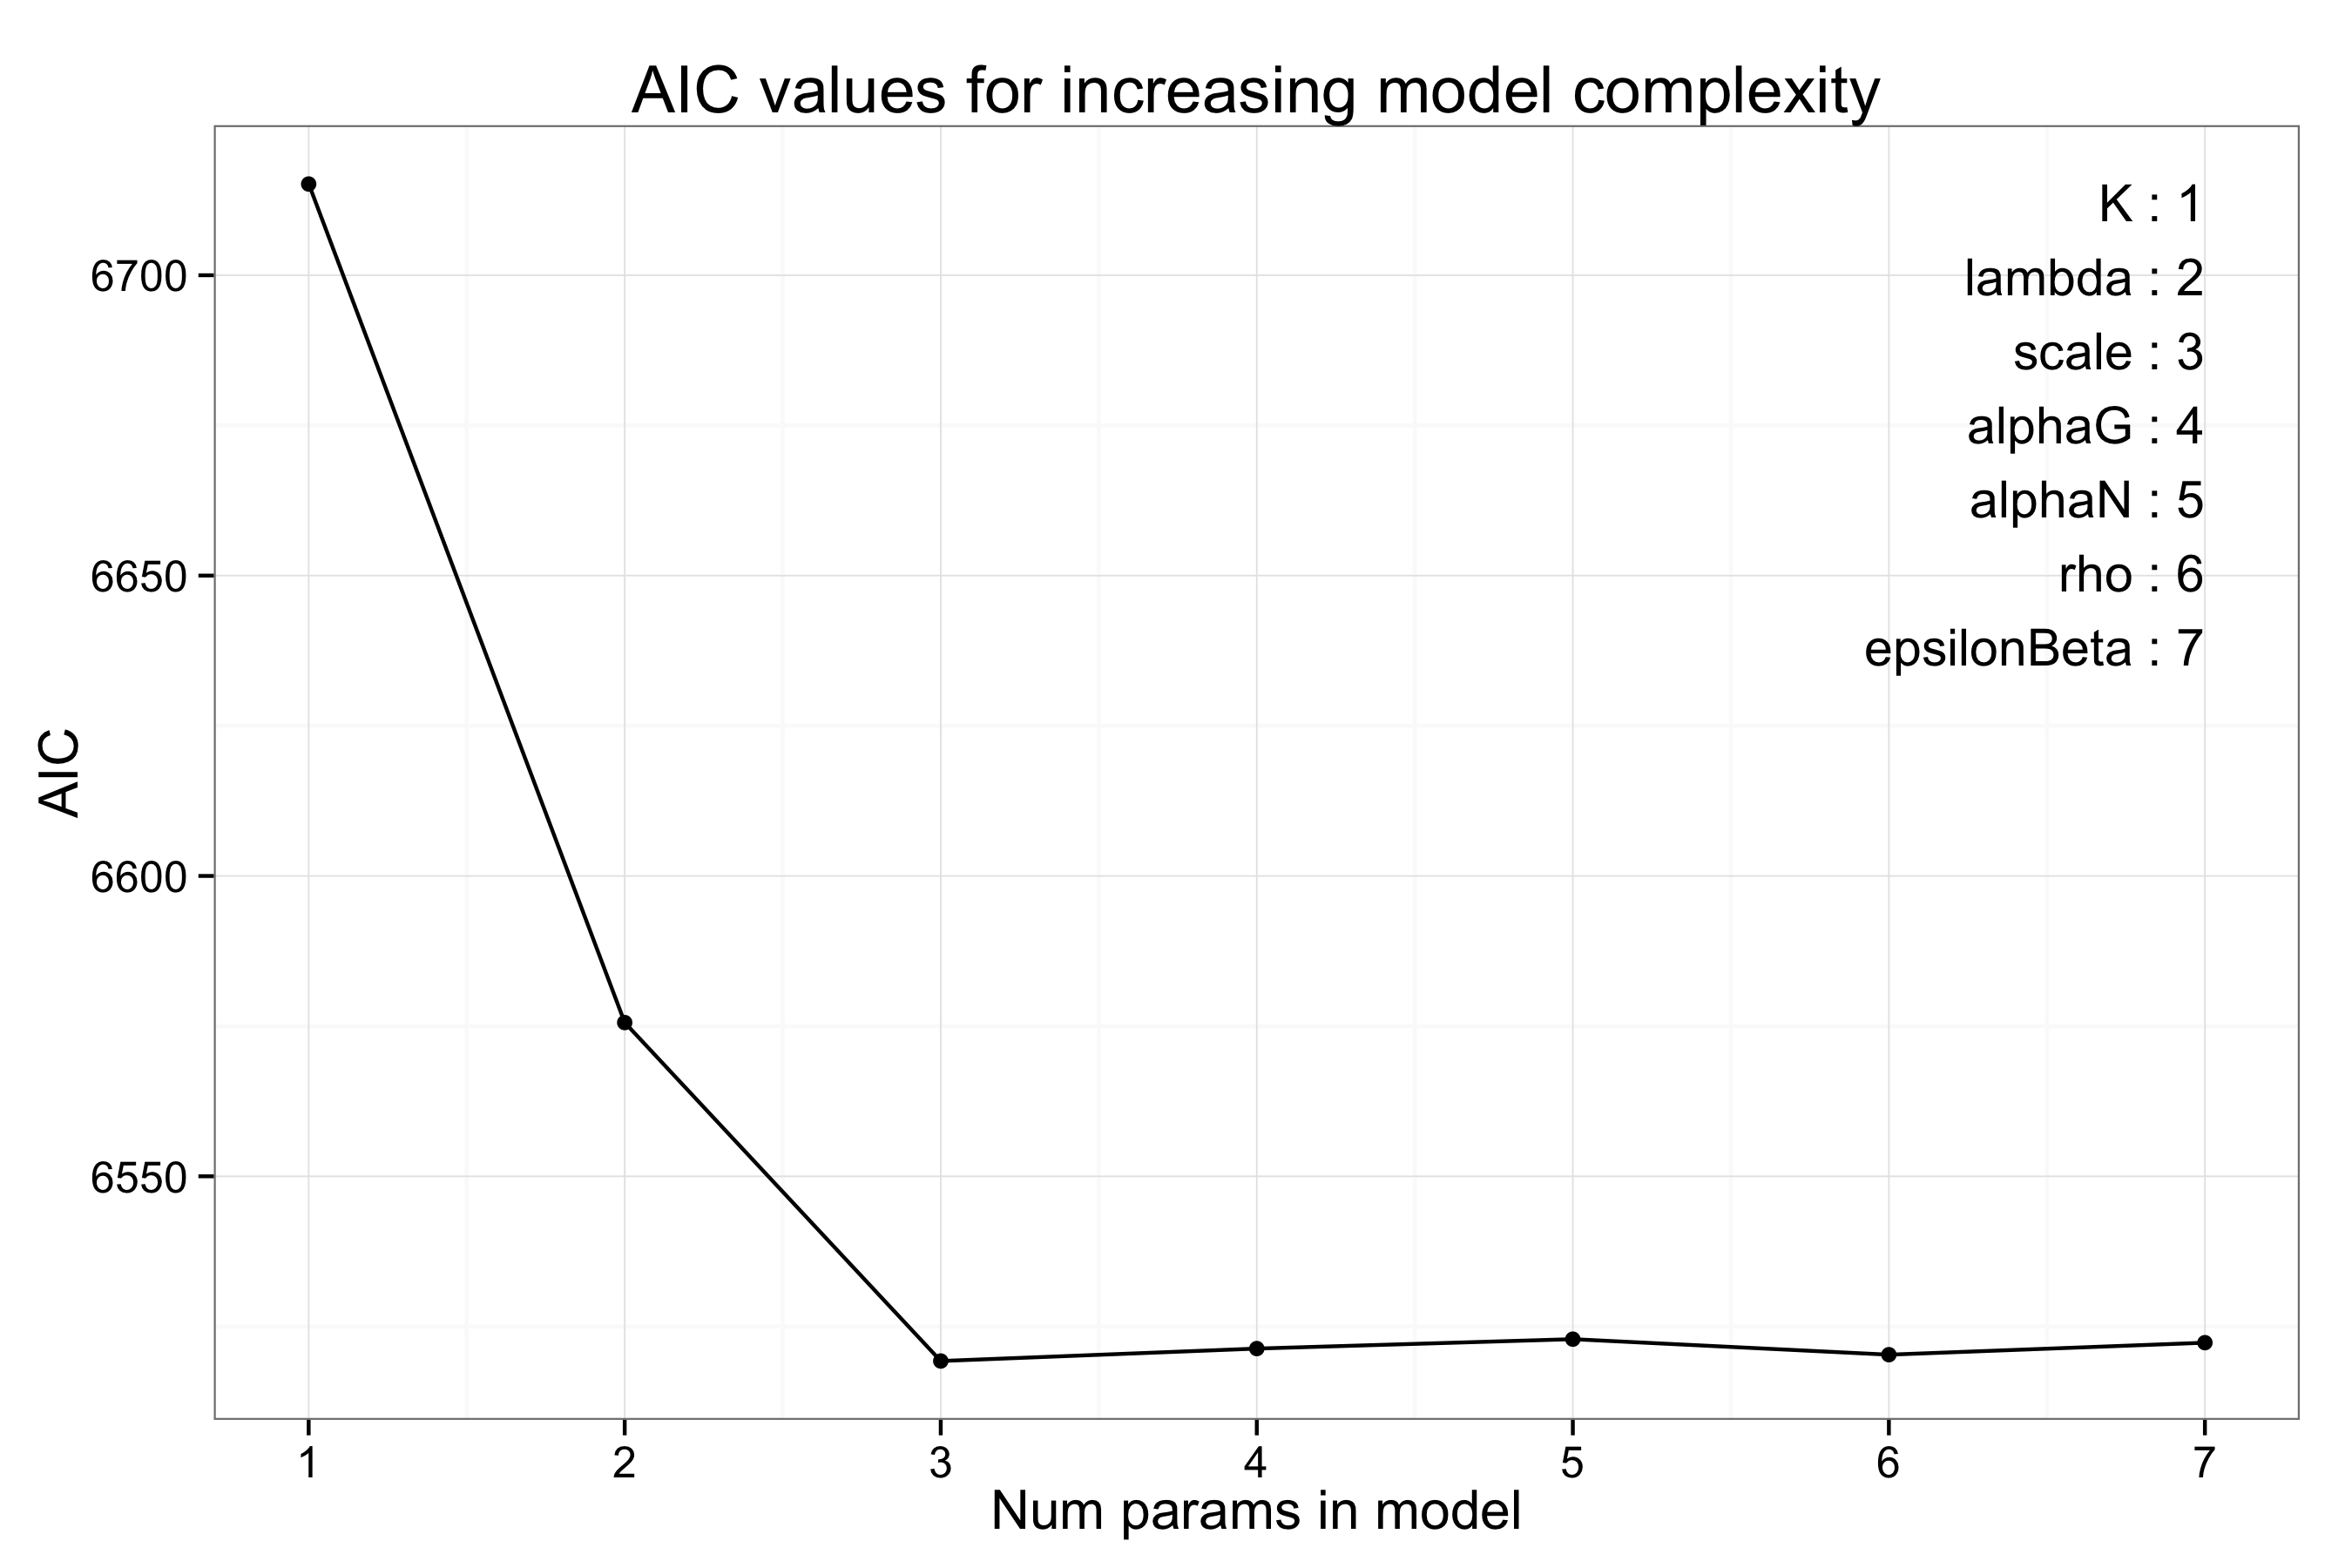 AIC values for increasing model complexity
K : 1
lambda : 2
scale : 3
alphaG : 4
alphaN : 5
rho : 6
epsilonBeta : 7
6700
6650
6600
6550
AIC
1 2 3 4 5 6 7
Num params in model